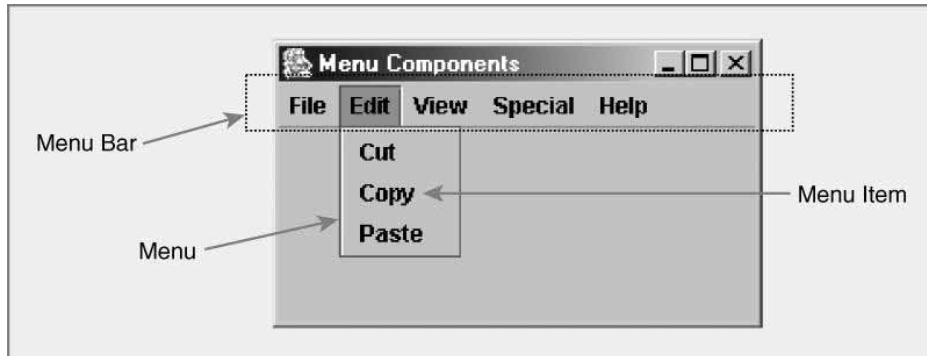 Menu Components
File Edit View Special Help
Menu Bar
Cut
Copy
Menu Item
Paste
Menu